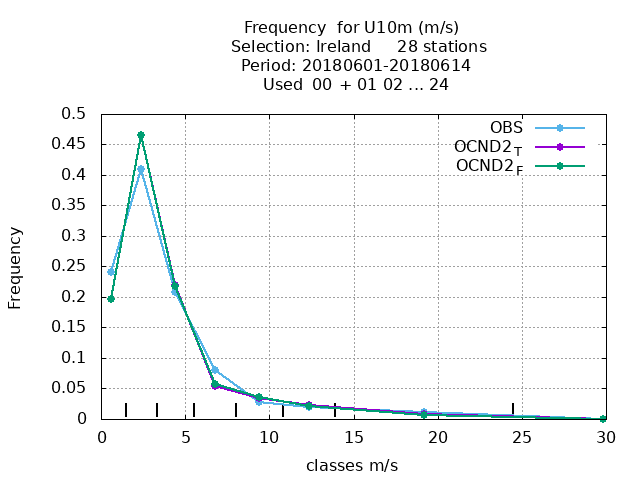 Frequency  for U10m (m/s)
Selection: Ireland     28 stations
Period: 20180601-20180614
Used  00 + 01 02 ... 24
OBS
OCND2T
OCND2F
Frequency
0.5
0.45
0.4
0.35
0.3
0.25
0.2
0.15
0.1
0.05
0
0 5 10 15 20 25 30
classes m/s